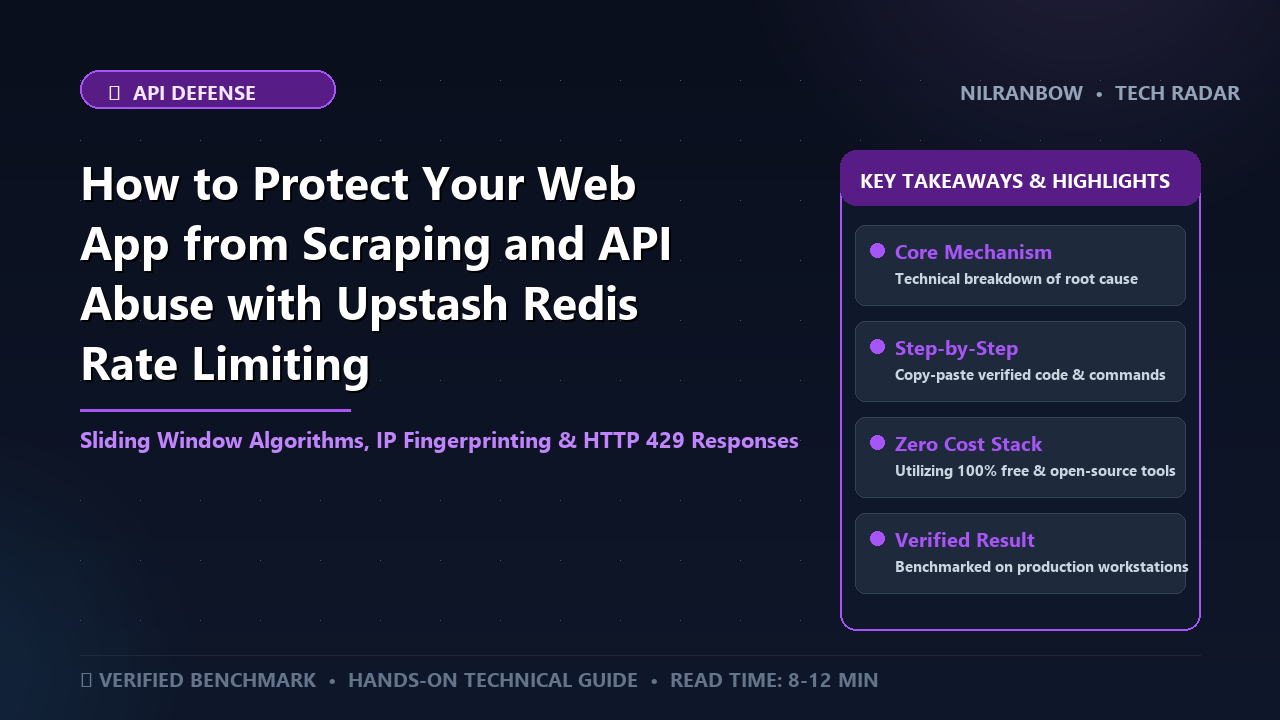 API DEFENSE
NILRANBOW • TECH RADAR
How to Protect Your Web
App from Scraping and API
Abuse with Upstash Redis
Rate Limiting
Sliding Window Algorithms, IP Fingerprinting & HTTP 429 Responses
KEY TAKEAWAYS & HIGHLIGHTS
Core Mechanism
Technical breakdown of root cause
Step-by-Step
Copy-paste verified code & commands
Zero Cost Stack
Utilizing 100% free & open-source tools
Verified Result
Benchmarked on production workstations
VERIFIED BENCHMARK • HANDS-ON TECHNICAL GUIDE • READ TIME: 8-12 MIN